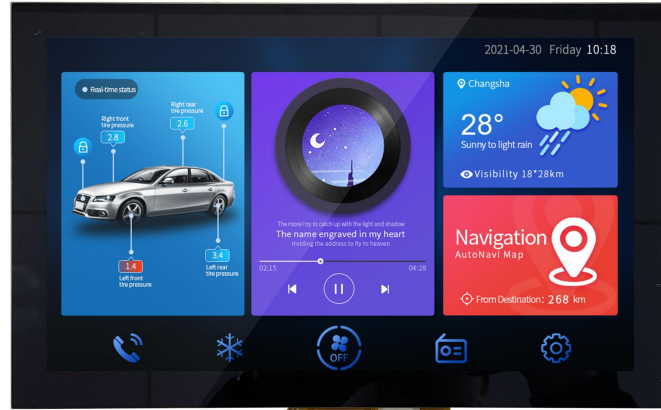 2021-04-30 Friday 10:18
Real-time status
Right front
tire pressure
2.8
Right rear
tire pressure
2.6
1.4
Left front
tire pressure
3.4
Left rear
tire pressure
The more I try to catch up with the light and shadow
The name engraved in my heart
Holding the address to fly to heaven
02:15
04:28
Changsha
28°
Sunny to light rain
Visibility 18*28km
Navigation
AutoNavi Map
From Destination: 268 km
OFF